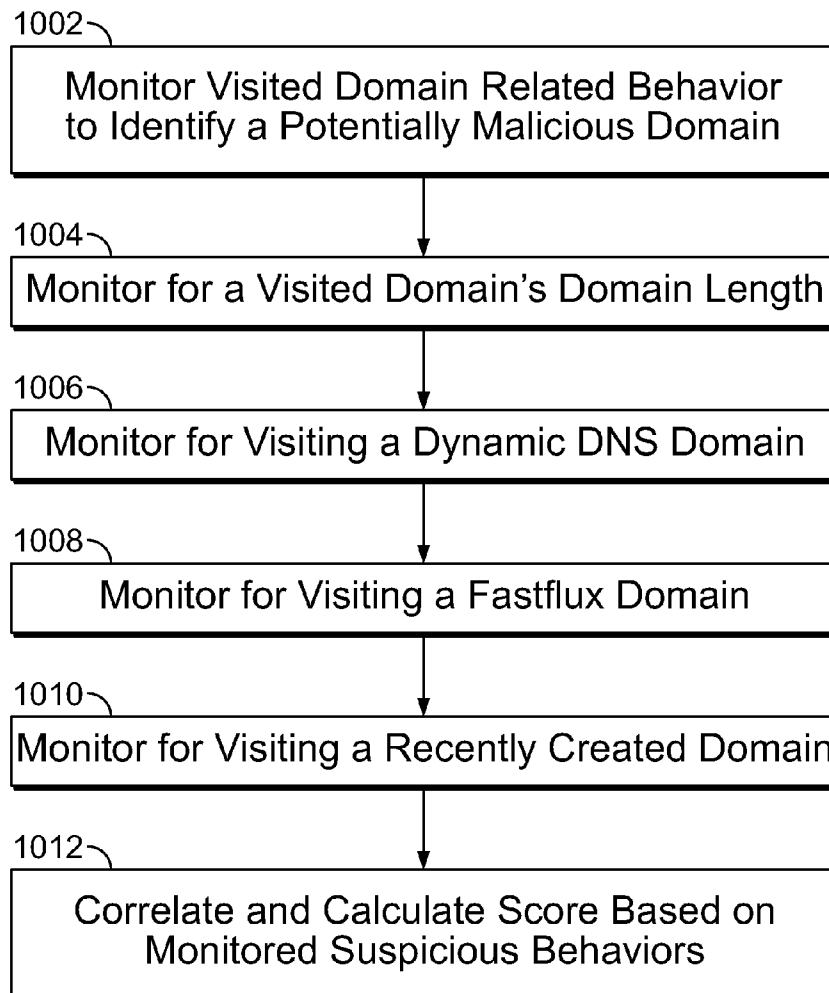 1002
Monitor Visited Domain Related Behavior
to Identify a Potentially Malicious Domain
1004
Monitor for a Visited Domain's Domain Length
1006
Monitor for Visiting a Dynamic DNS Domain
1008
Monitor for Visiting a Fastflux Domain
1010
Monitor for Visiting a Recently Created Domain
1012
Correlate and Calculate Score Based on
Monitored Suspicious Behaviors